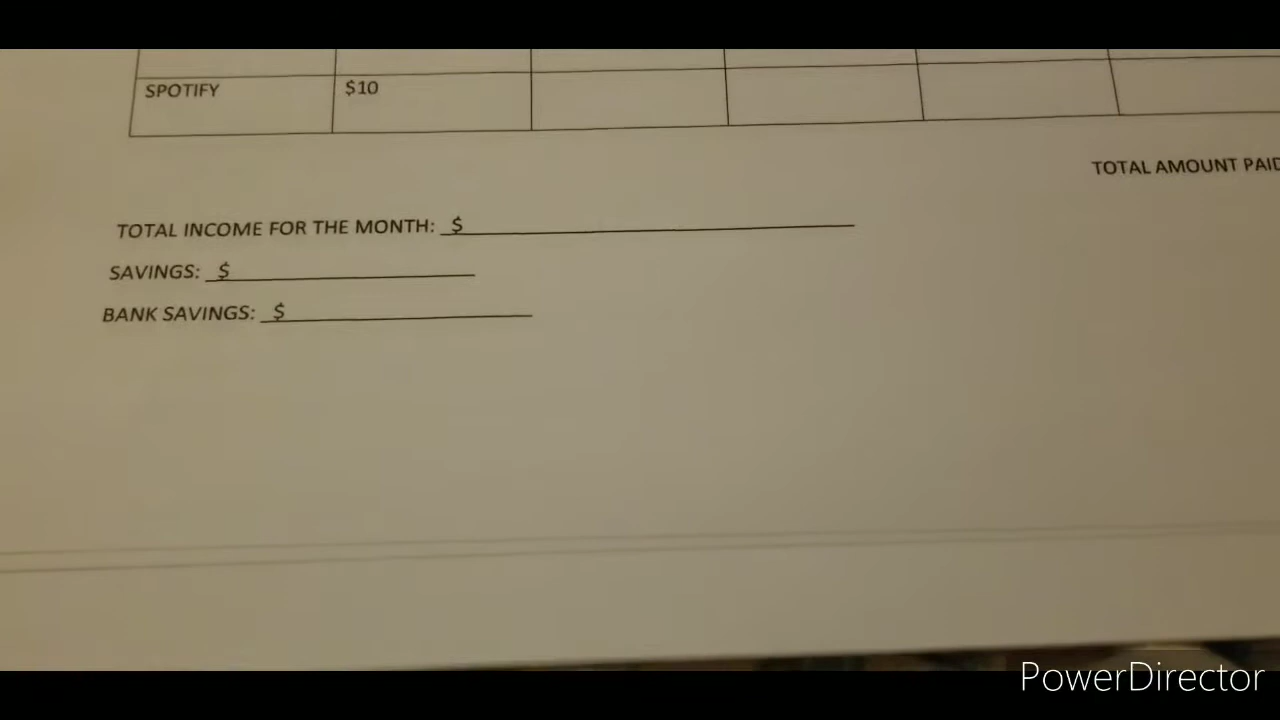 SPOTIFY $10
TOTAL AMOUNT PAID
TOTAL INCOME FOR THE MONTH: $
SAVINGS: $
BANK SAVINGS: $
PowerDirector